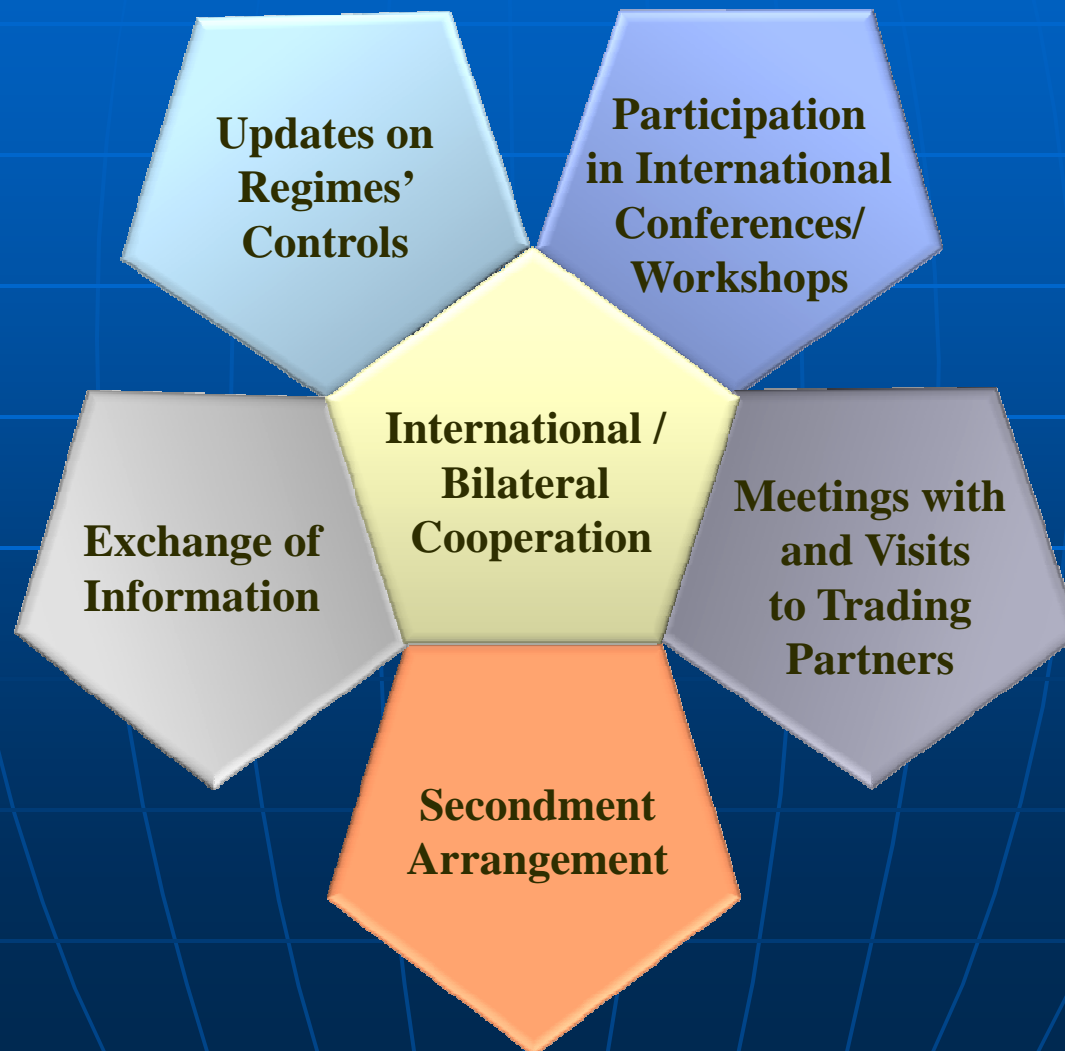 Updates on
Regimes’
Controls
Participation
in International
Conferences/
Workshops
International /
Bilateral
Cooperation
Exchange of
Information
Meetings with
and Visits
to Trading
Partners
Secondment
Arrangement